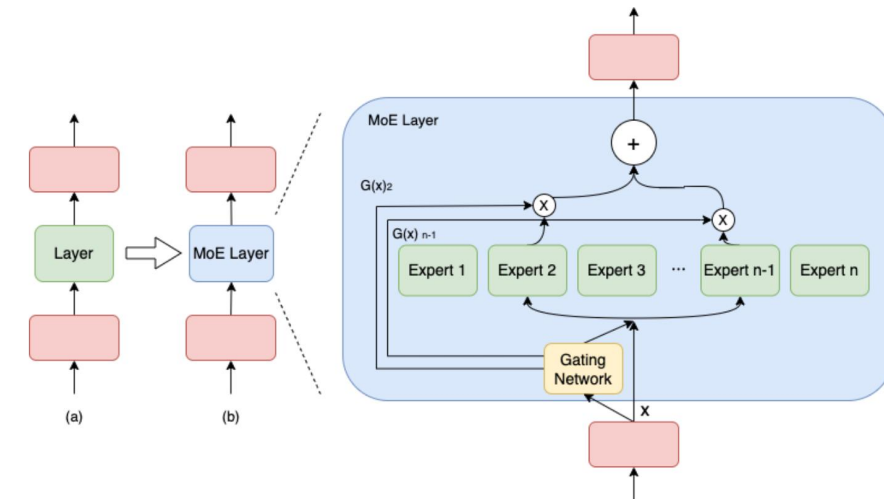 MoE Layer
+
G(x)2
X
X
G(x) n-1
Layer
MoE Layer
Expert 1
Expert 2
Expert 3
...
Expert n-1
Expert n
Gating
Network
X
(a)
(b)